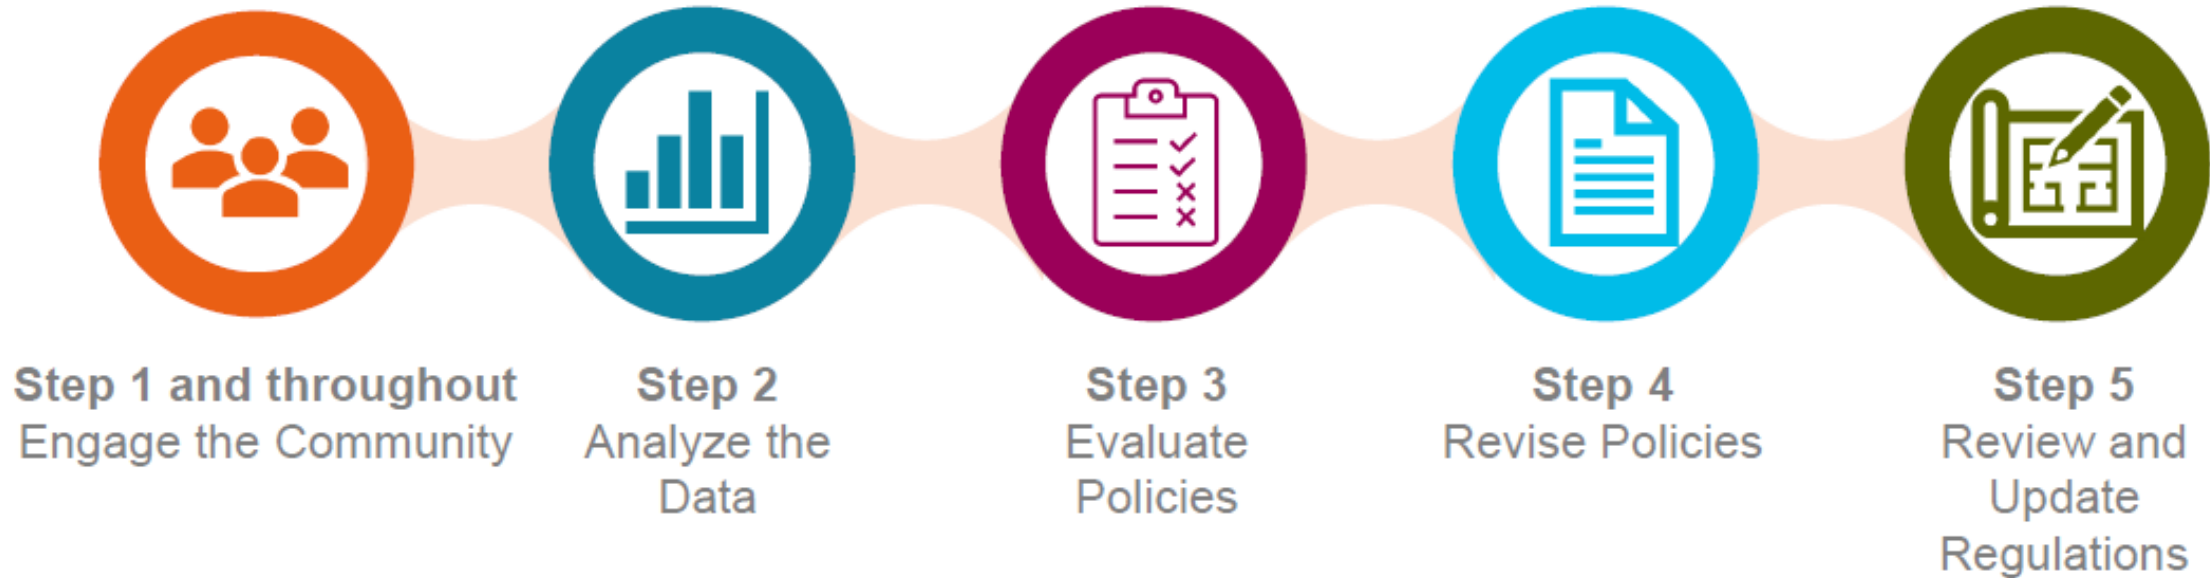 Step 1 and throughout
Engage the Community
Step 2
Analyze the
Data
Step 3
Evaluate
Policies
Step 4
Revise Policies
Step 5
Review and
Update
Regulations